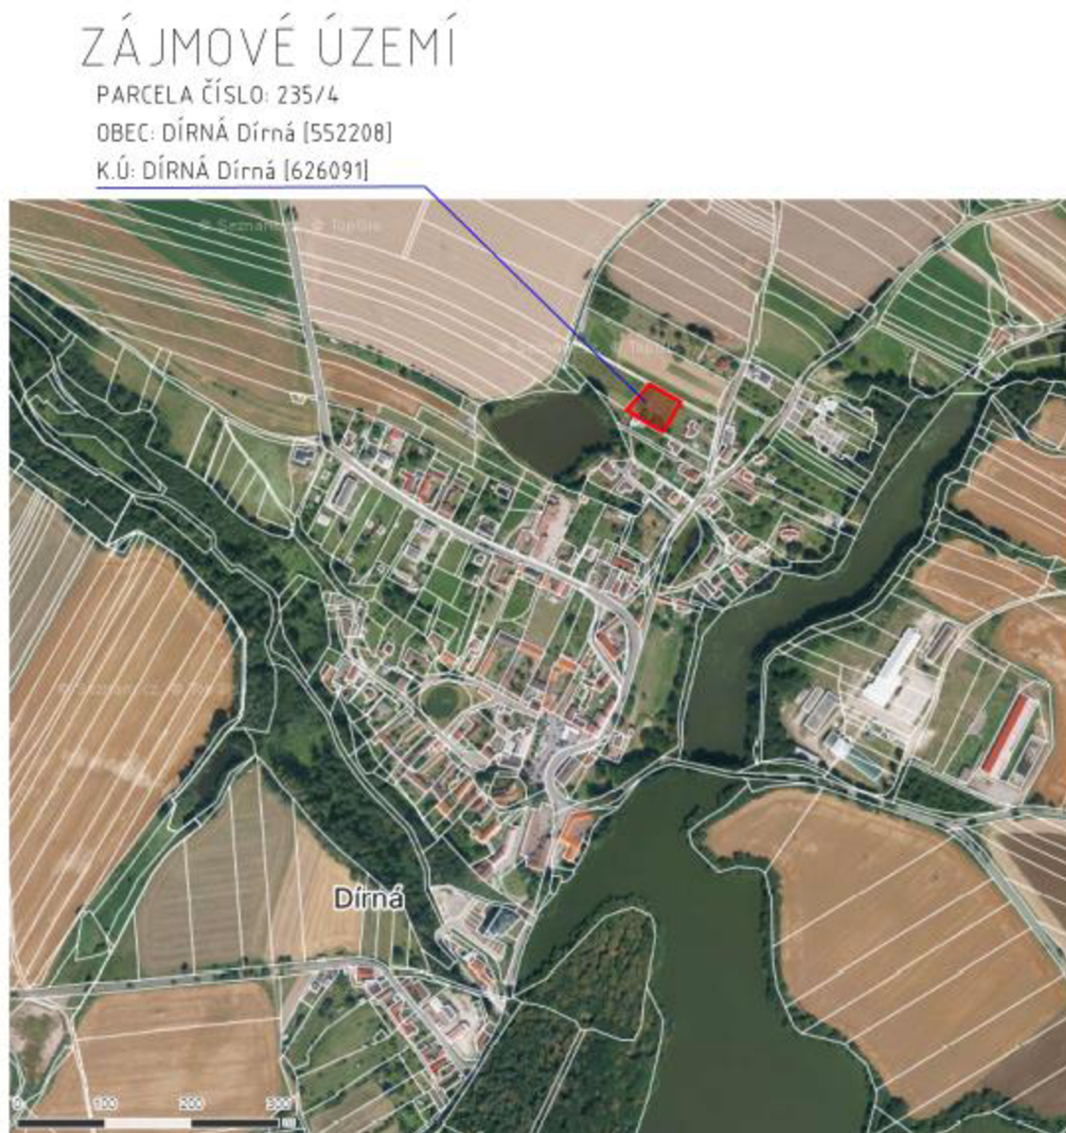 ZÁJMOVÉ ÚZEMÍ
PARCELA ČÍSLO: 235/4
OBEC: DÍRNÁ Dírná [552208]
K.Ú: DÍRNÁ Dírná [626091]
Dírná
0 100 200 300